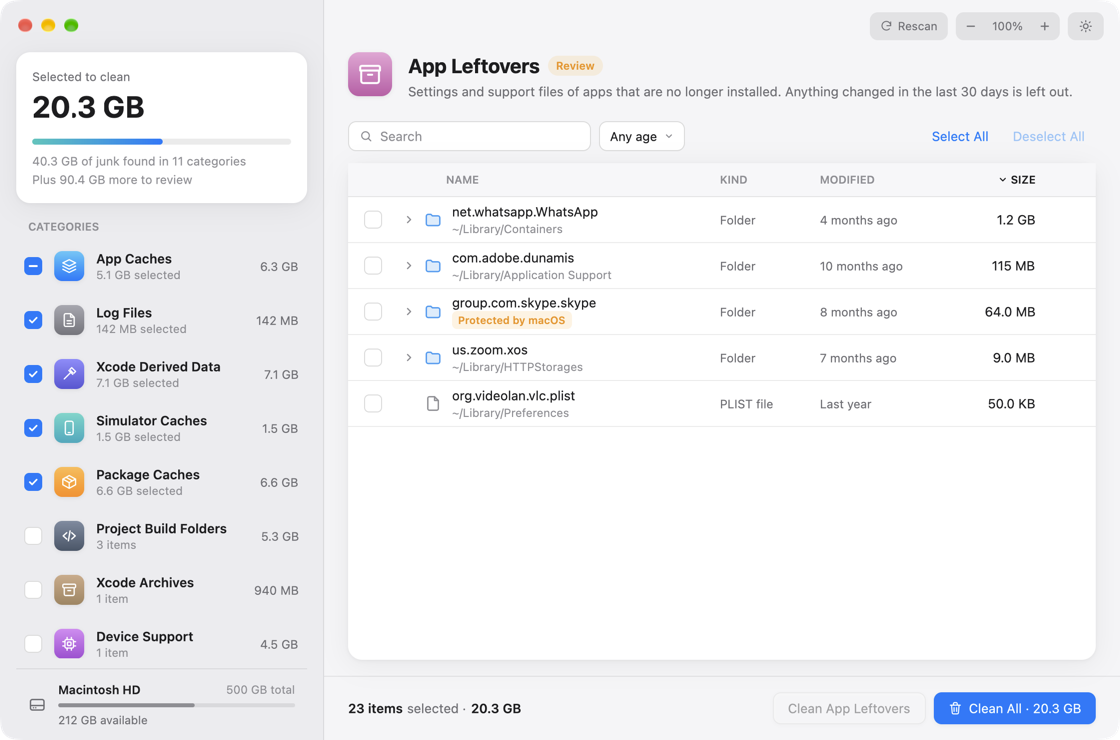 Rescan
100%
Selected to clean
20.3 GB
40.3 GB of junk found in 11 categories
Plus 90.4 GB more to review
CATEGORIES
App Caches
5.1 GB selected
6.3 GB
Log Files
142 MB selected
142 MB
Xcode Derived Data
7.1 GB selected
7.1 GB
Simulator Caches
1.5 GB selected
1.5 GB
Package Caches
6.6 GB selected
6.6 GB
Project Build Folders
3 items
5.3 GB
Xcode Archives
1 item
940 MB
Device Support
1 item
4.5 GB
Macintosh HD
500 GB total
212 GB available
App Leftovers
Review
Settings and support files of apps that are no longer installed. Anything changed in the last 30 days is left out.
Search
Any age
Select All
Deselect All
NAME KIND MODIFIED SIZE
net.whatsapp.WhatsApp
~/Library/Containers
Folder 4 months ago 1.2 GB
com.adobe.dunamis
~/Library/Application Support
Folder 10 months ago 115 MB
group.com.skype.skype
Protected by macOS
Folder 8 months ago 64.0 MB
us.zoom.xos
~/Library/HTTPStorages
Folder 7 months ago 9.0 MB
org.videolan.vlc.plist
~/Library/Preferences
PLIST file Last year 50.0 KB
23 items selected · 20.3 GB
Clean App Leftovers
Clean All · 20.3 GB